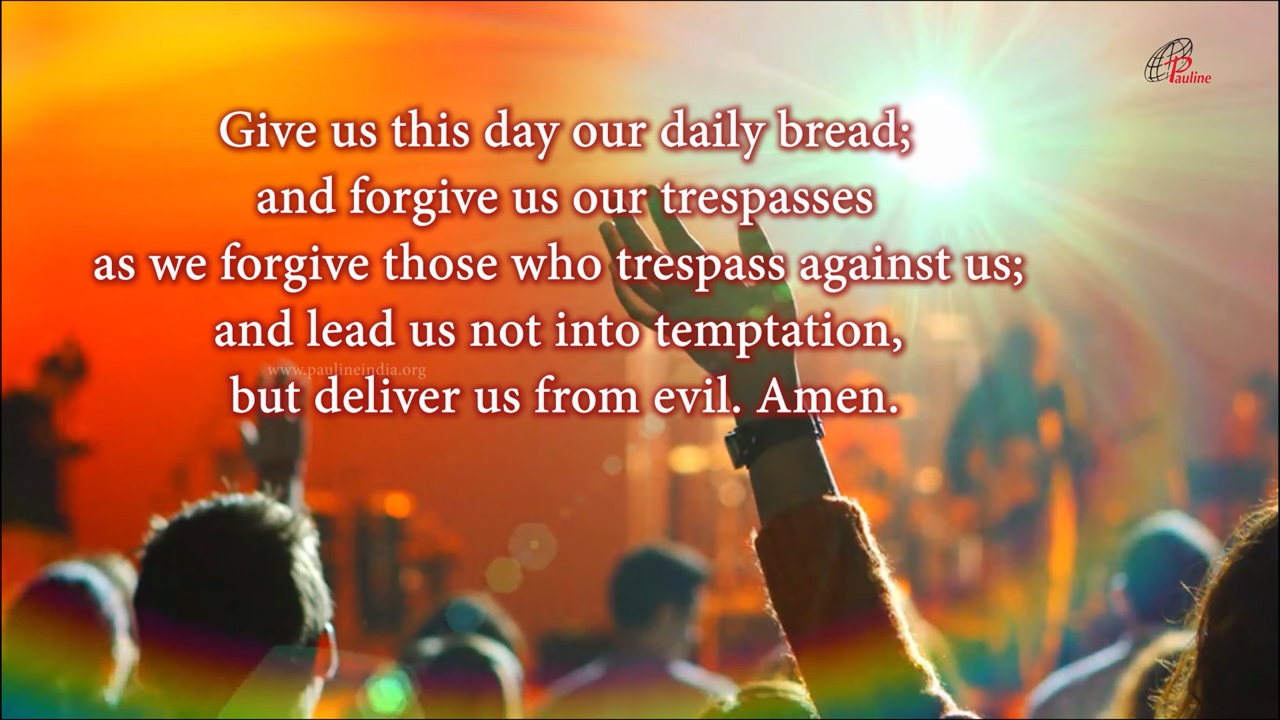 Pauline
Give us this day our daily bread;
and forgive us our trespasses
as we forgive those who trespass against us;
and lead us not into temptation,
www.paulineindia.org
but deliver us from evil. Amen.